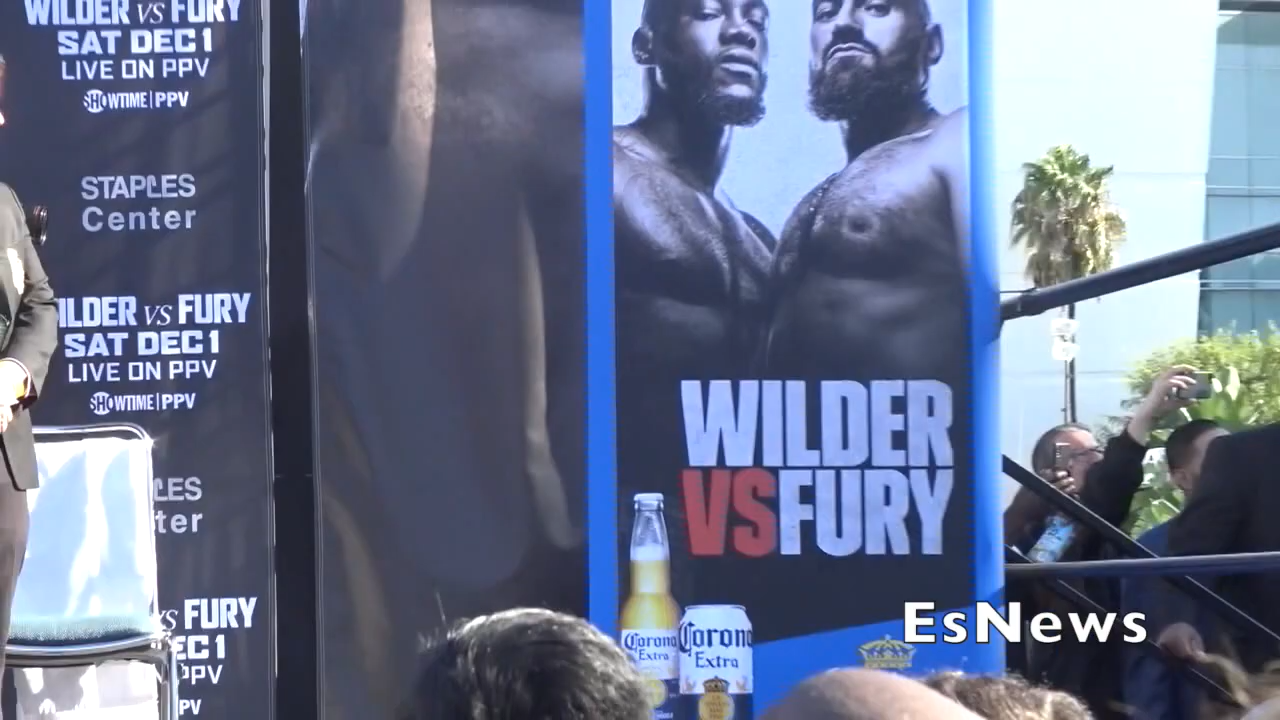 WILDER VS FURY
SAT DEC 1
LIVE ON PPV
SHOWTIME | PPV
STAPLES
Center
ILDER VS FURY
SAT DEC 1
LIVE ON PPV
SHOWTIME | PPV
LES
ter
VS FURY
EC 1
PPV
PV
WILDER
VS FURY
Corona
Extra
Corona
Extra
EsNews